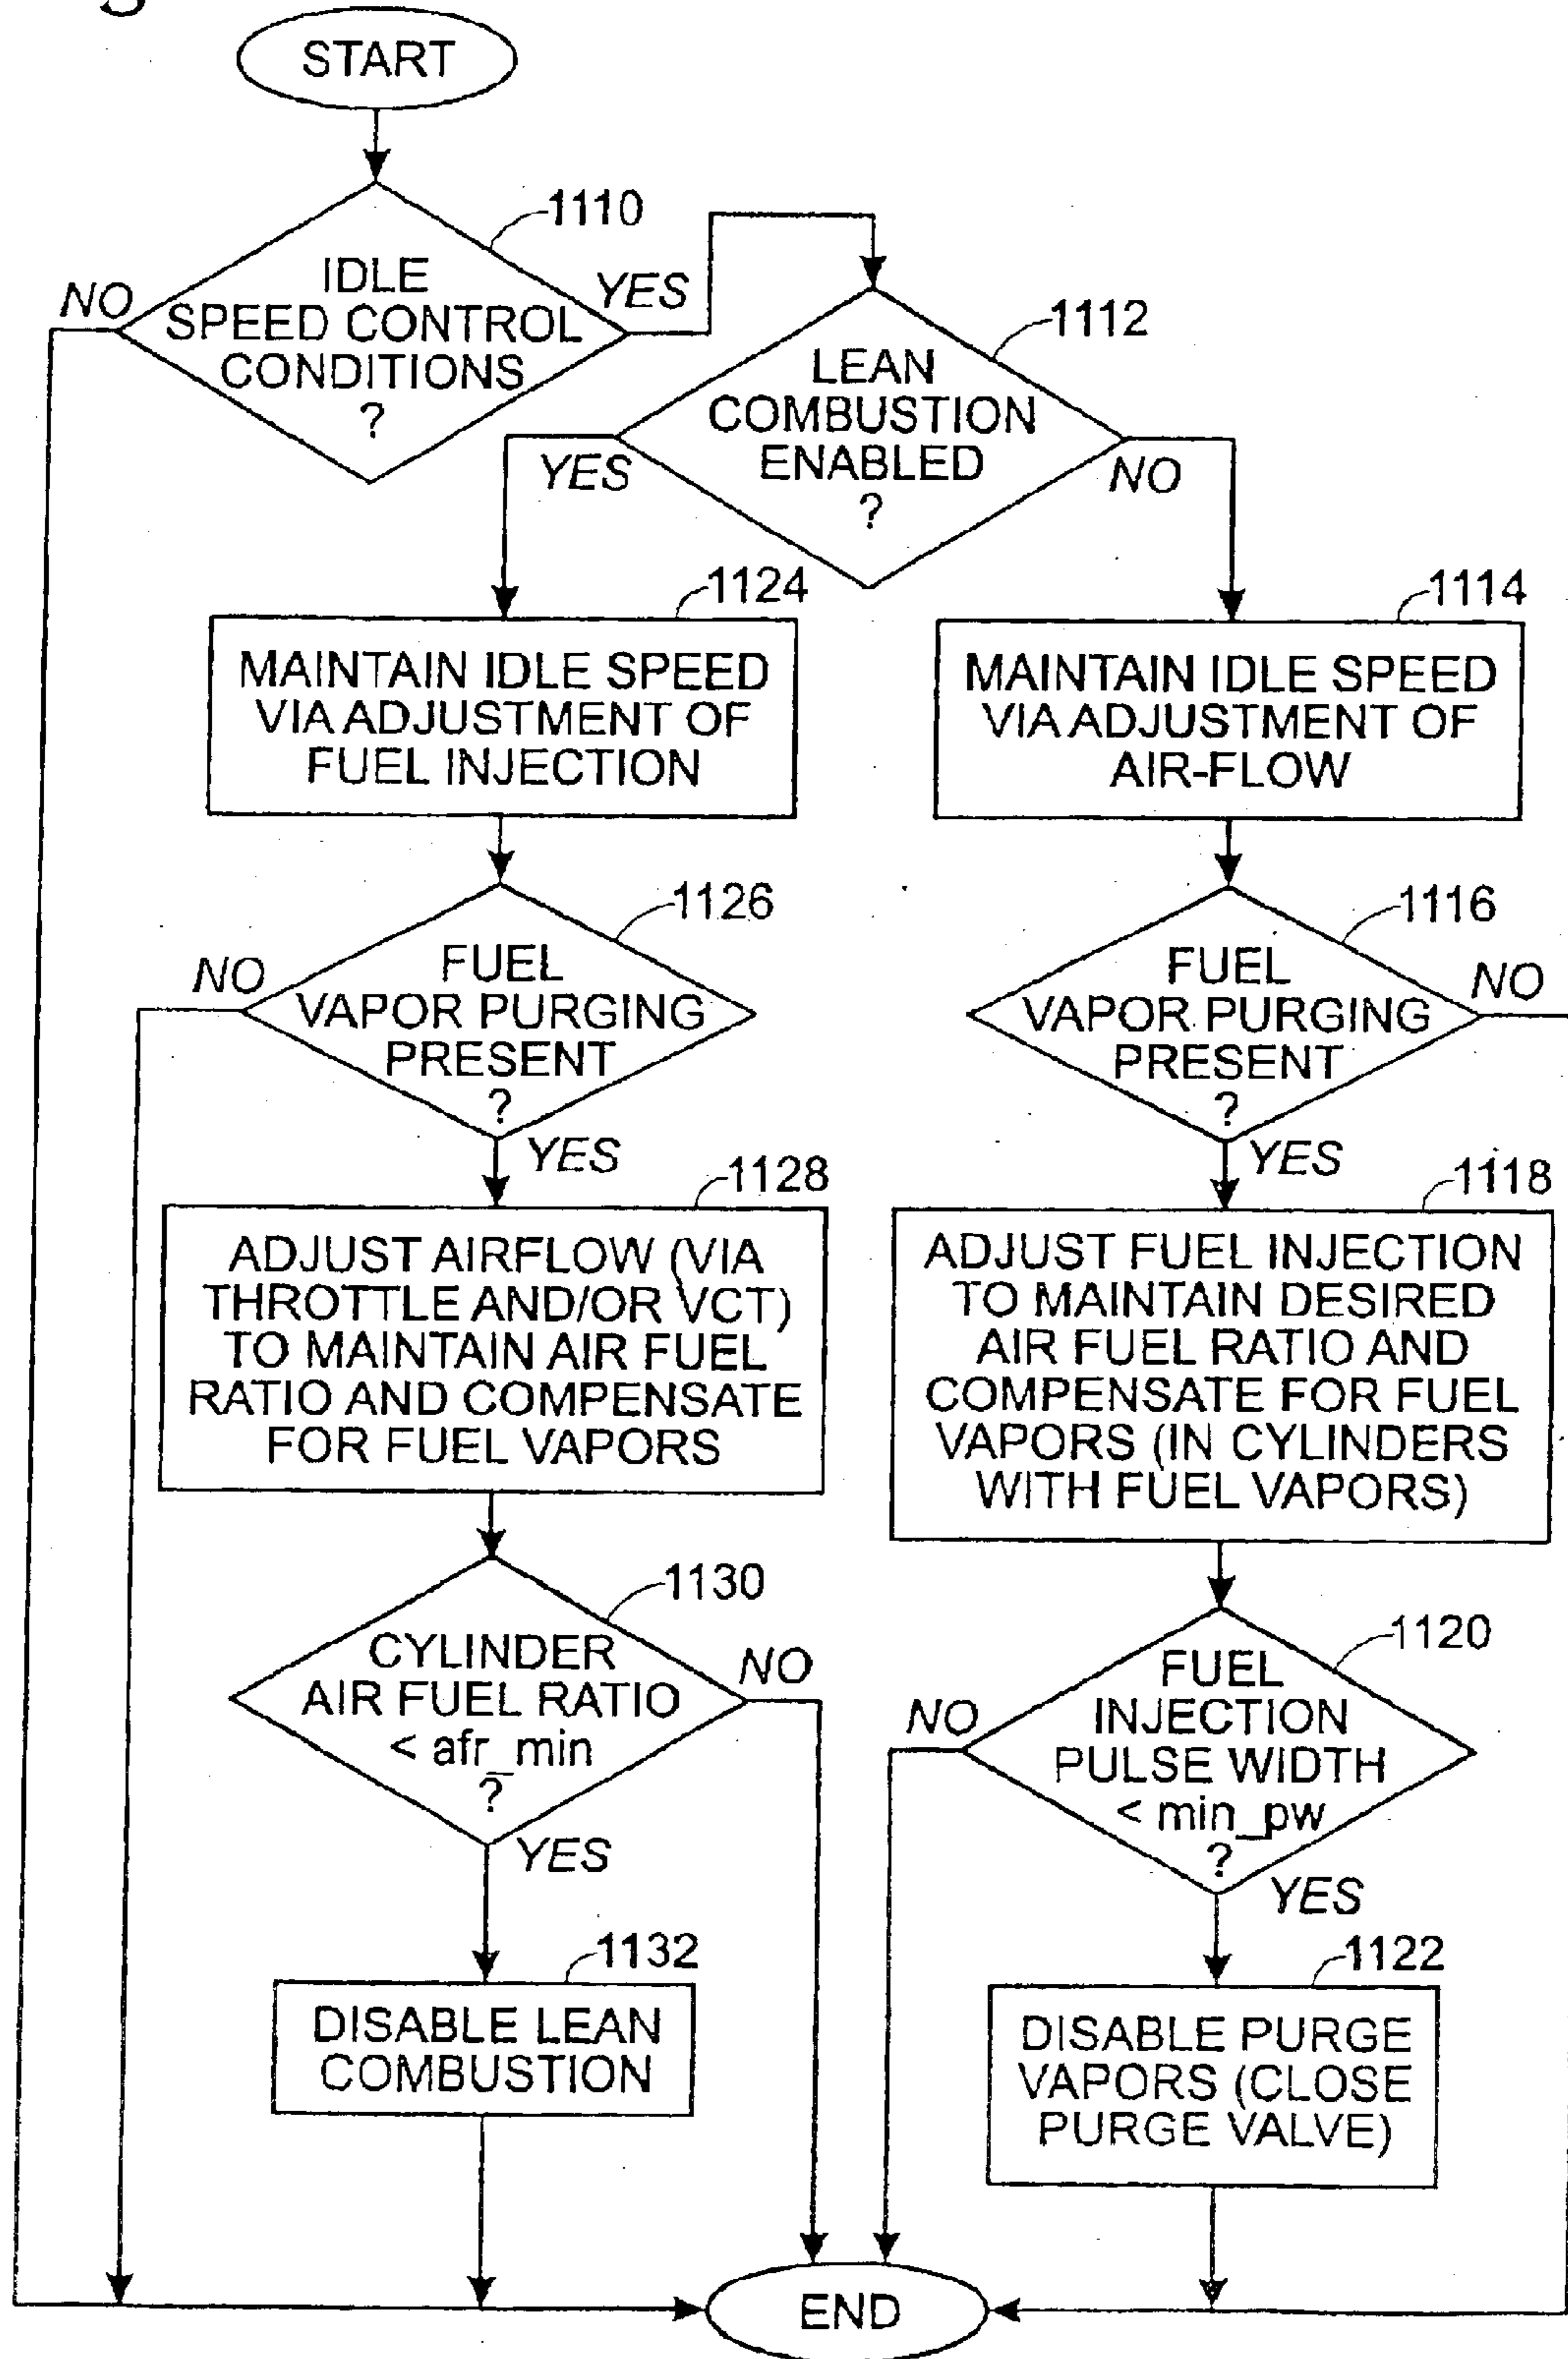 START
1110
IDLE
SPEED CONTROL
CONDITIONS
?
NO
YES
1112
LEAN
COMBUSTION
ENABLED
?
YES
NO
1124
MAINTAIN IDLE SPEED
VIA ADJUSTMENT OF
FUEL INJECTION
1114
MAINTAIN IDLE SPEED
VIA ADJUSTMENT OF
AIR-FLOW
1126
FUEL
VAPOR PURGING
PRESENT
?
NO
YES
1116
FUEL
VAPOR PURGING
PRESENT
?
NO
YES
1128
ADJUST AIRFLOW (VIA
THROTTLE AND/OR VCT)
TO MAINTAIN AIR FUEL
RATIO AND COMPENSATE
FOR FUEL VAPORS
1118
ADJUST FUEL INJECTION
TO MAINTAIN DESIRED
AIR FUEL RATIO AND
COMPENSATE FOR FUEL
VAPORS (IN CYLINDERS
WITH FUEL VAPORS)
1130
CYLINDER
AIR FUEL RATIO
< afr_min
?
NO
YES
1120
FUEL
INJECTION
PULSE WIDTH
< min_pw
?
NO
YES
1132
DISABLE LEAN
COMBUSTION
1122
DISABLE PURGE
VAPORS (CLOSE
PURGE VALVE)
END